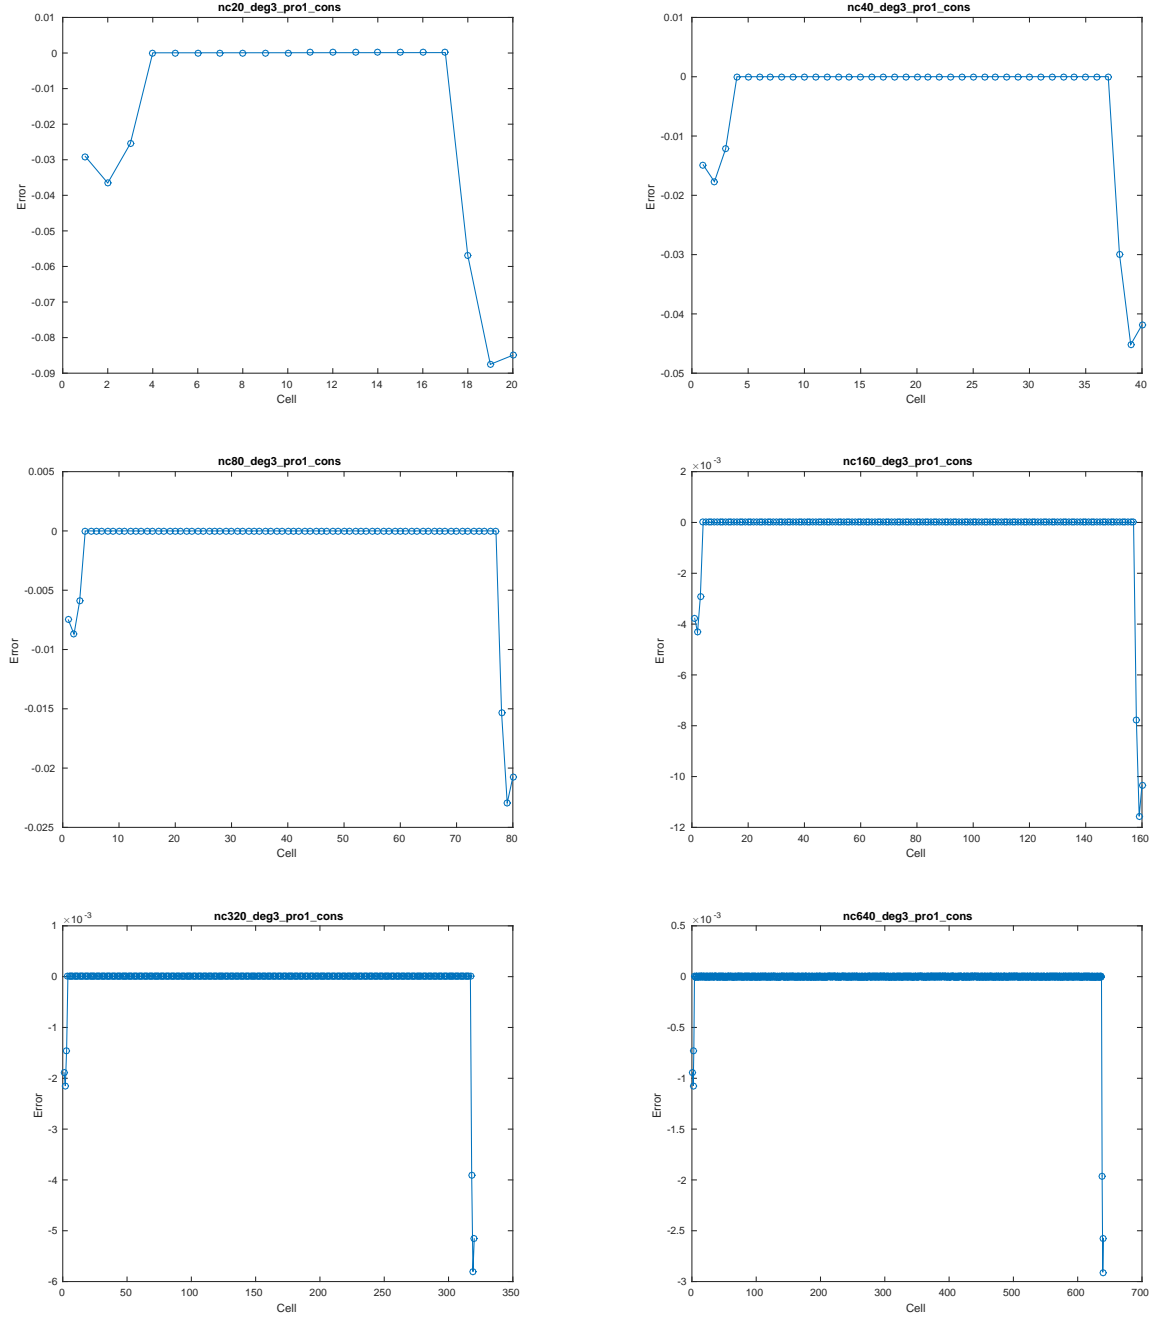 nc20_deg3_pro1_cons
0.01
0
-0.01
-0.02
-0.03
-0.04
-0.05
-0.06
-0.07
-0.08
-0.09
Error
0 2 4 6 8 10 12 14 16 18 20
Cell
nc40_deg3_pro1_cons
0.01
0
-0.01
-0.02
-0.03
-0.04
-0.05
Error
0 5 10 15 20 25 30 35 40
Cell
nc80_deg3_pro1_cons
0.005
0
-0.005
-0.01
-0.015
-0.02
-0.025
Error
0 10 20 30 40 50 60 70 80
Cell
nc160_deg3_pro1_cons
×10-3
2
0
-2
-4
-6
-8
-10
-12
Error
0 20 40 60 80 100 120 140 160
Cell
nc320_deg3_pro1_cons
×10-3
1
0
-1
-2
-3
-4
-5
-6
Error
0 50 100 150 200 250 300 350
Cell
nc640_deg3_pro1_cons
×10-3
0.5
0
-0.5
-1
-1.5
-2
-2.5
-3
Error
0 100 200 300 400 500 600 700
Cell